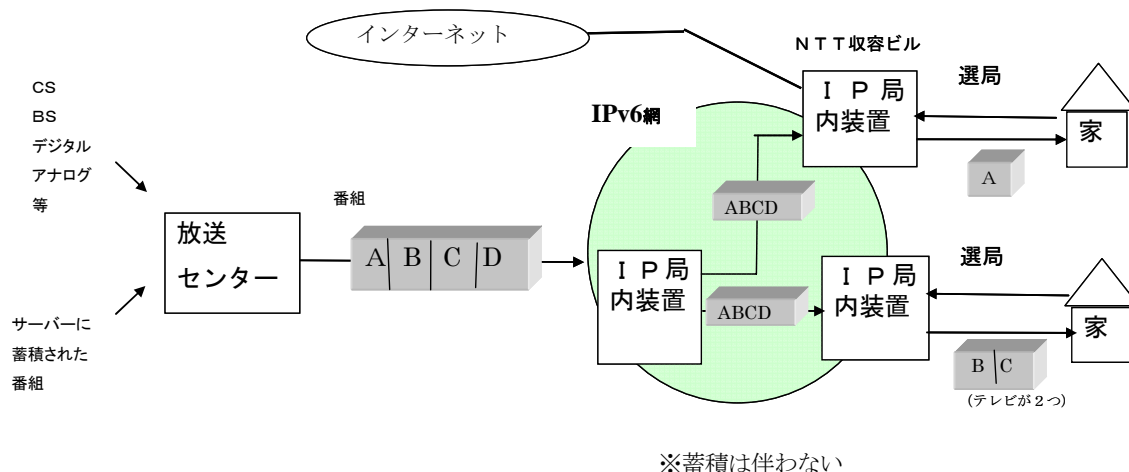 インターネット
NTT収容ビル
CS
BS
デジタル
アナログ
等
放送
センター
サーバーに
蓄積された
番組
番組
A B C D
IPv6網
IP局
内装置
ABCD
ABCD
IP局
内装置
選局
家
A
IP局
内装置
選局
家
B C
(テレビが2つ)
※蓄積は伴わない